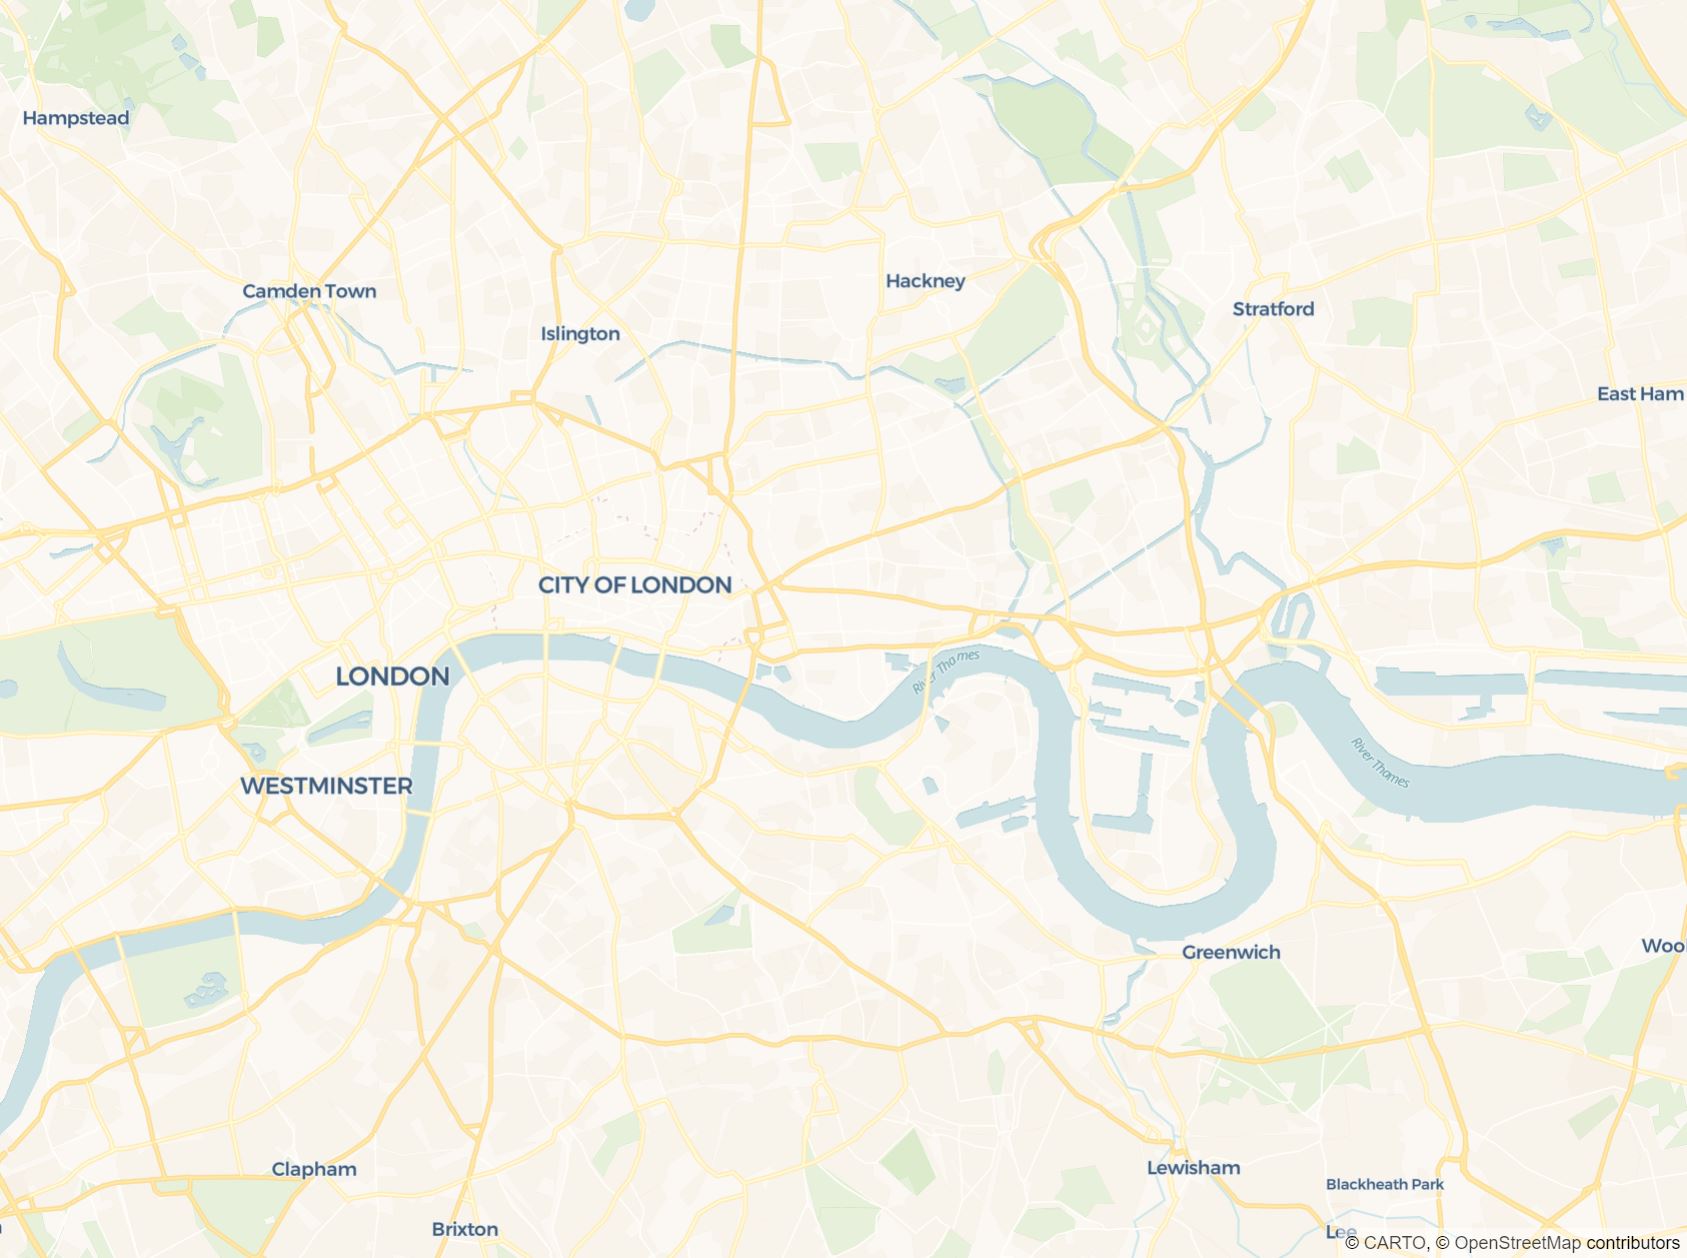 Hampstead
Hackney
Camden Town
Stratford
Islington
East Ham
CITY OF LONDON
River Thames
LONDON
River Thames
WESTMINSTER
Greenwich
Wool
Lewisham
Clapham
Blackheath Park
Brixton
Lee
© CARTO, © OpenStreetMap contributors